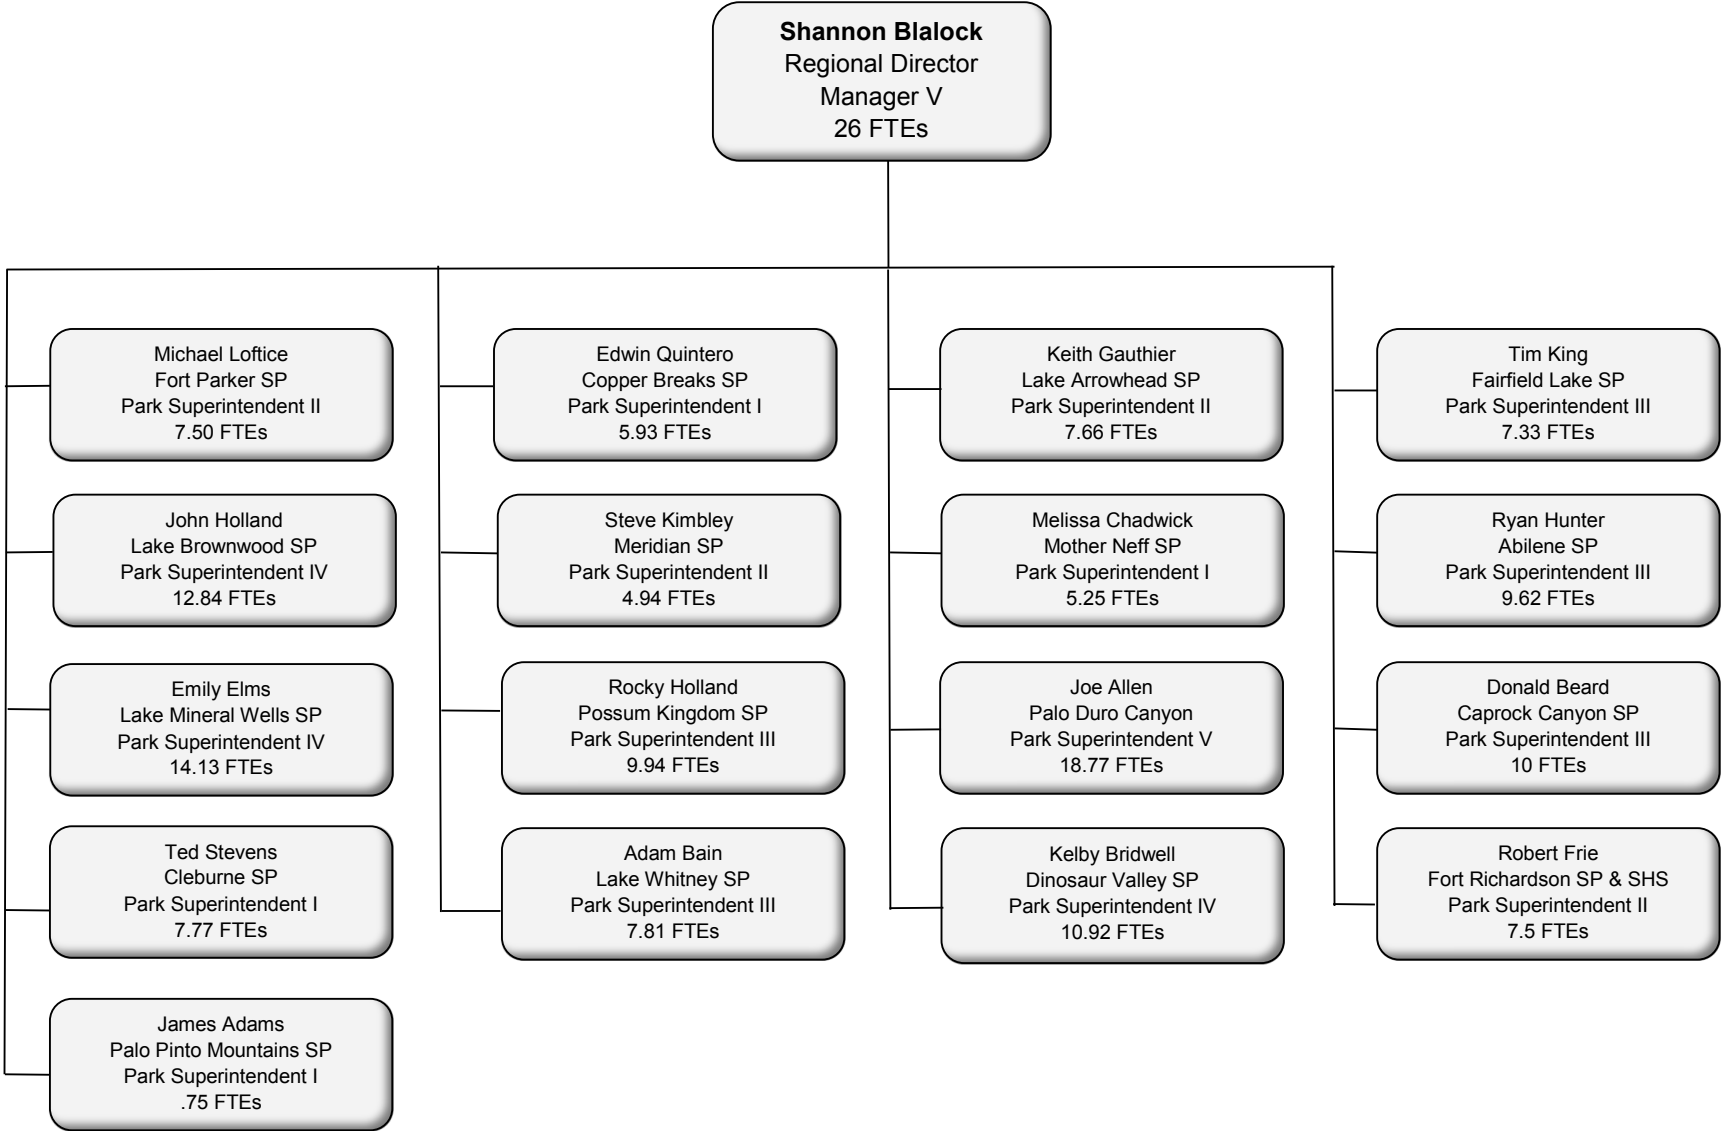 Shannon Blalock
Regional Director
Manager V
26 FTEs
Michael Loftice
Fort Parker SP
Park Superintendent II
7.50 FTEs
John Holland
Lake Brownwood SP
Park Superintendent IV
12.84 FTEs
Emily Elms
Lake Mineral Wells SP
Park Superintendent IV
14.13 FTEs
Ted Stevens
Cleburne SP
Park Superintendent I
7.77 FTEs
James Adams
Palo Pinto Mountains SP
Park Superintendent I
.75 FTEs
Edwin Quintero
Copper Breaks SP
Park Superintendent I
5.93 FTEs
Steve Kimbley
Meridian SP
Park Superintendent II
4.94 FTEs
Rocky Holland
Possum Kingdom SP
Park Superintendent III
9.94 FTEs
Adam Bain
Lake Whitney SP
Park Superintendent III
7.81 FTEs
Keith Gauthier
Lake Arrowhead SP
Park Superintendent II
7.66 FTEs
Melissa Chadwick
Mother Neff SP
Park Superintendent I
5.25 FTEs
Joe Allen
Palo Duro Canyon
Park Superintendent V
18.77 FTEs
Kelby Bridwell
Dinosaur Valley SP
Park Superintendent IV
10.92 FTEs
Tim King
Fairfield Lake SP
Park Superintendent III
7.33 FTEs
Ryan Hunter
Abilene SP
Park Superintendent III
9.62 FTEs
Donald Beard
Caprock Canyon SP
Park Superintendent III
10 FTEs
Robert Frie
Fort Richardson SP & SHS
Park Superintendent II
7.5 FTEs